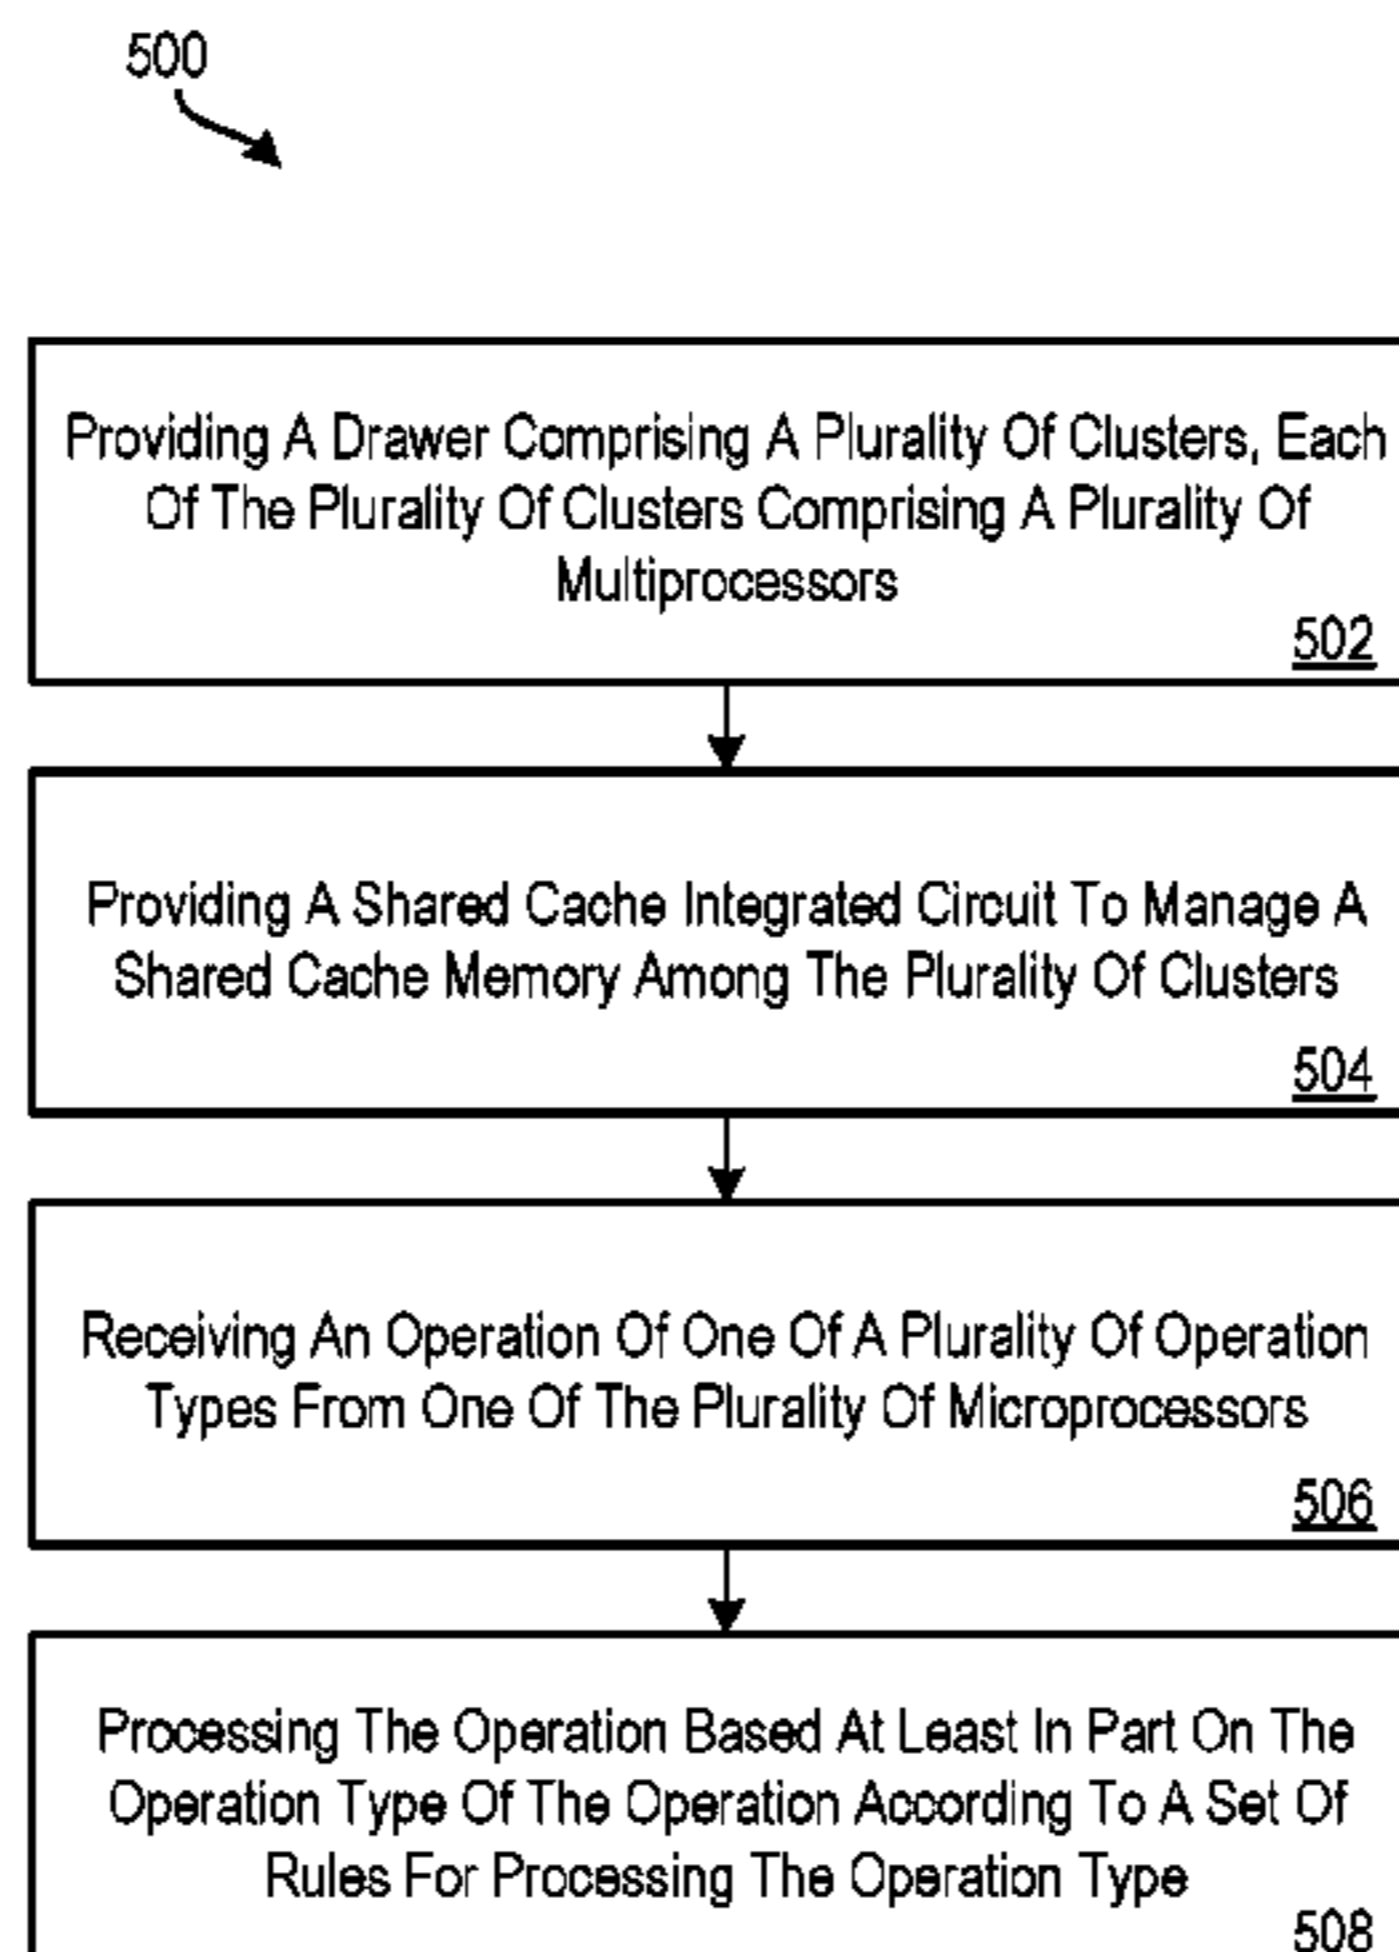 500
Providing A Drawer Comprising A Plurality Of Clusters, Each
Of The Plurality Of Clusters Comprising A Plurality Of
Multiprocessors
502
Providing A Shared Cache Integrated Circuit To Manage A
Shared Cache Memory Among The Plurality Of Clusters
504
Receiving An Operation Of One Of A Plurality Of Operation
Types From One Of The Plurality Of Microprocessors
506
Processing The Operation Based At Least In Part On The
Operation Type Of The Operation According To A Set Of
Rules For Processing The Operation Type
508